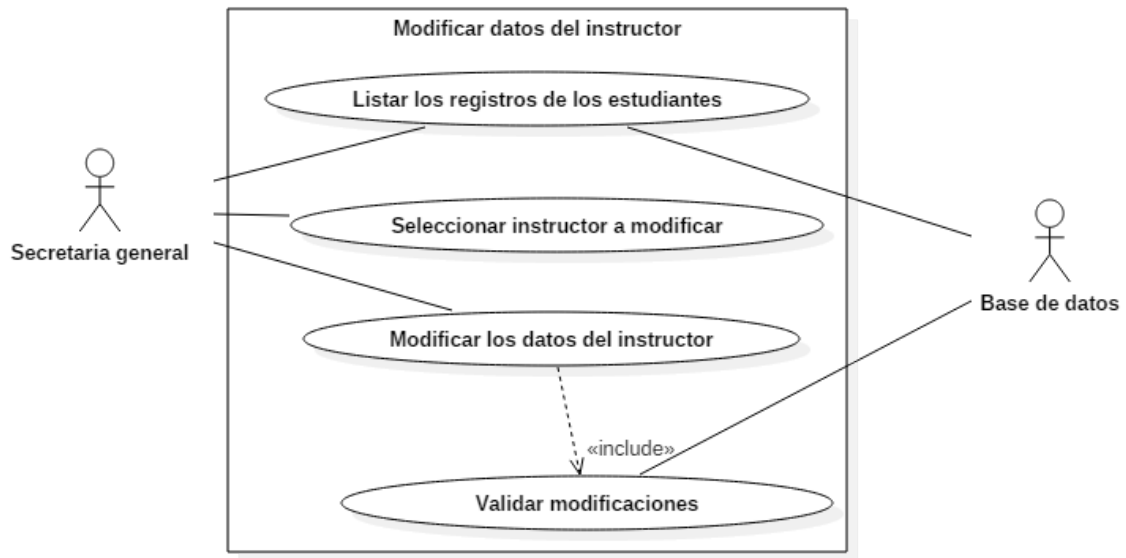 Modificar datos del instructor
Listar los registros de los estudiantes
Seleccionar instructor a modificar
Secretaria general
Base de datos
Modificar los datos del instructor
«include»
Validar modificaciones